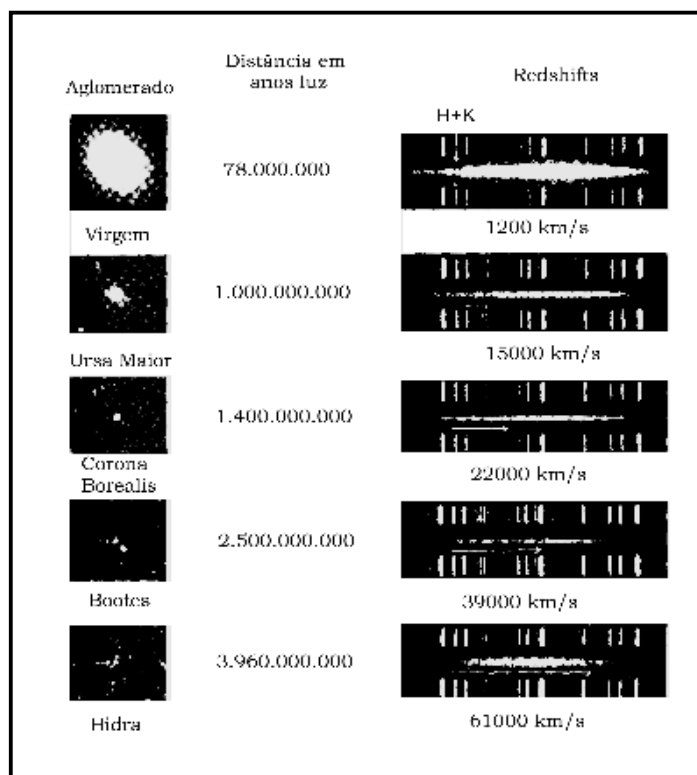 Aglomerado
Distância em
anos luz
Redshifts
H+K
78.000.000
Virgem
1200 km/s
1.000.000.000
Ursa Maior
15000 km/s
1.400.000.000
Corona
Borealis
22000 km/s
2.500.000.000
Bootes
39000 km/s
3.960.000.000
Hidra
61000 km/s